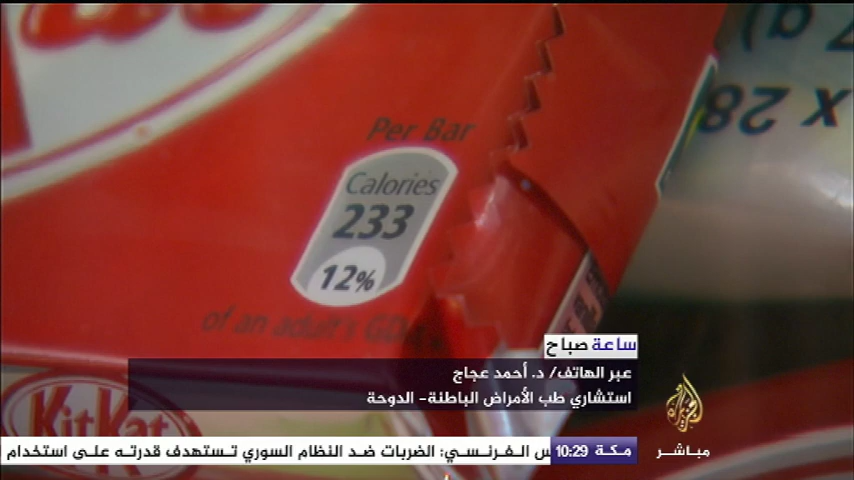 Per Bar
Calories
233
12%
of an adult's
x 28
KitKat
ساعة صباح
عبر الهاتف/ د. أحمد عجاج
استشاري طب الأمراض الباطنة- الدوحة
مباشر
مكة 10:29
الفرنسي: الضربات ضد النظام السوري تستهدف قدرته على استخدام